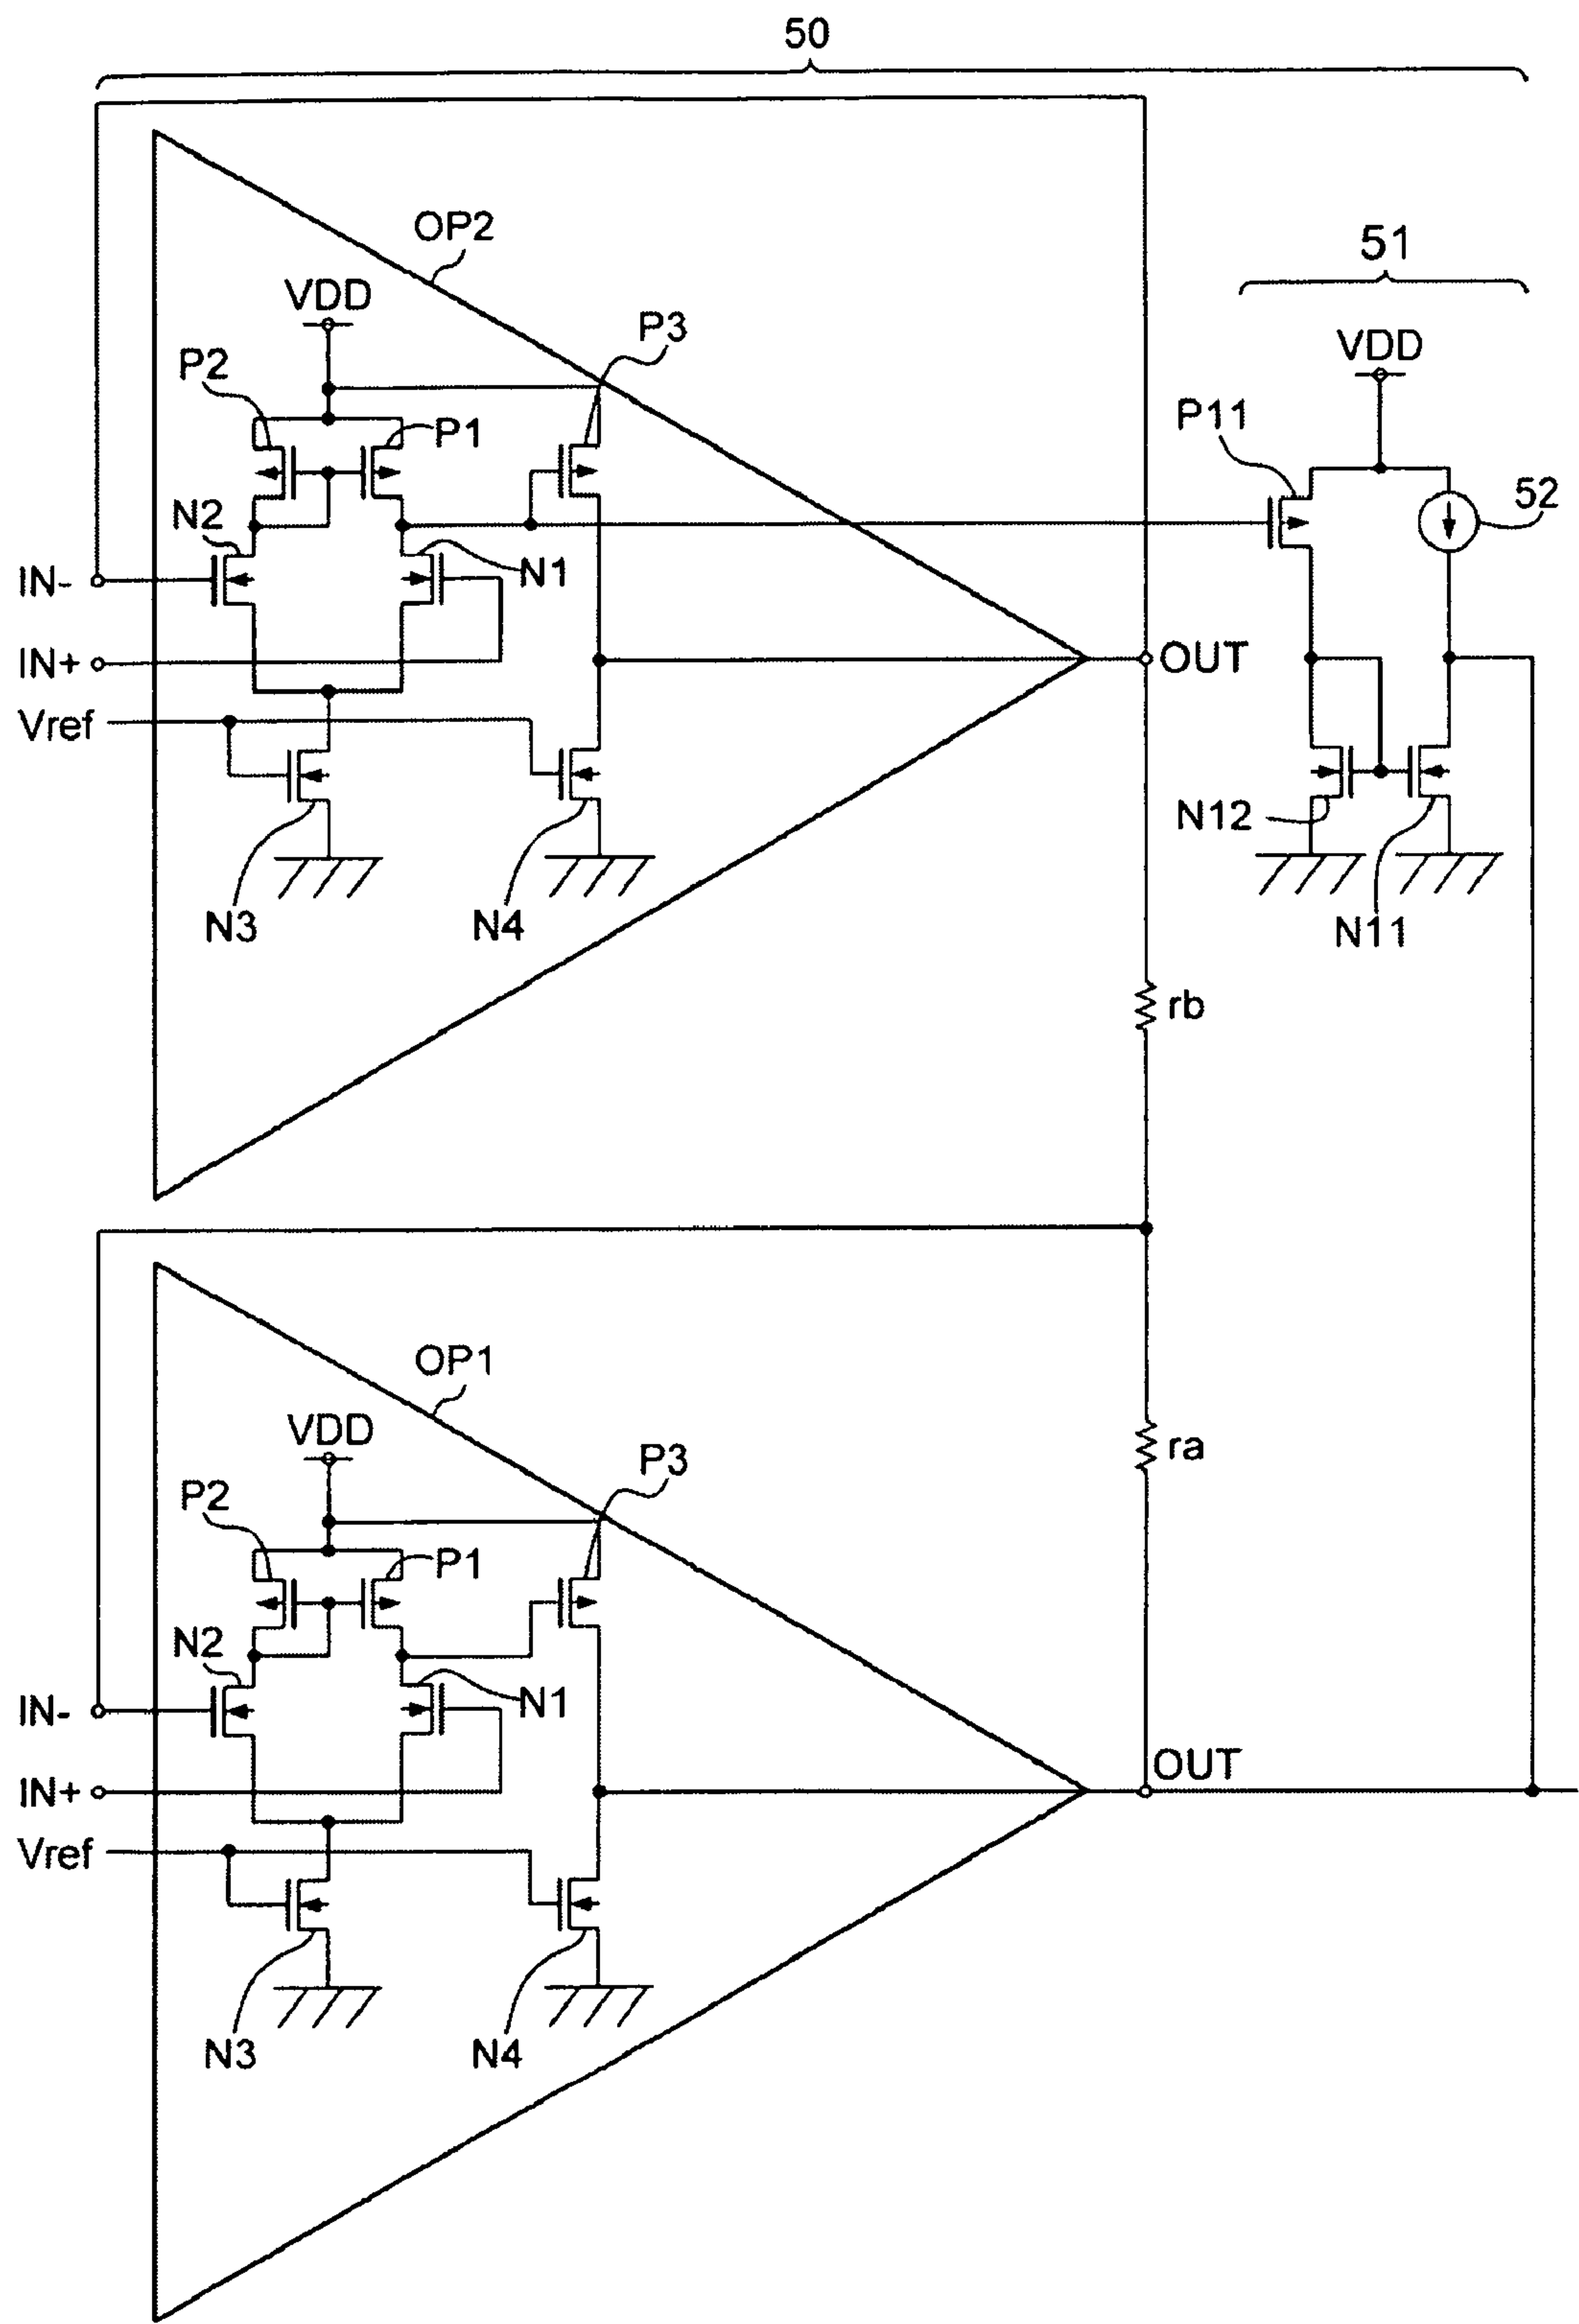 50
OP2
51
VDD
P3
VDD
P2
P1
P11
52
N2
N1
IN-
IN+
OUT
Vref
N12
N3
N4
N11
rb
OP1
VDD
P3
ra
P2
P1
N2
N1
IN-
OUT
IN+
Vref
N3
N4